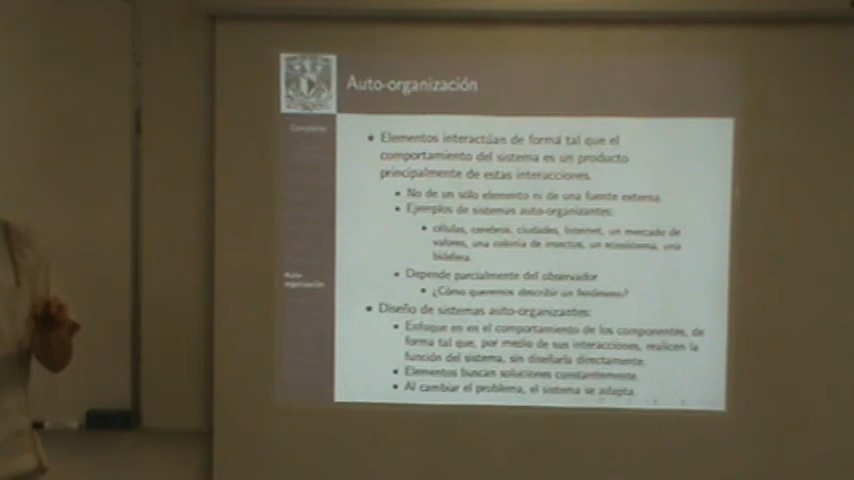 Auto-organización
Elementos interactúan de forma tal que el
comportamiento del sistema es un producto
principalmente de estas interacciones.
No de un sólo elemento ni de una fuente externa.
Ejemplos de sistemas auto-organizantes:
células, cerebros, ciudades, Internet, un mercado de
valores, una colonia de insectos, un ecosistema, una
biósfera.
Auto-
organización
Depende parcialmente del observador
¿Cómo queremos describir un fenómeno?
Diseño de sistemas auto-organizantes:
Enfoque es en el comportamiento de los componentes, de
forma tal que, por medio de sus interacciones, realicen la
función del sistema, sin diseñarla directamente.
Elementos buscan soluciones constantemente.
Al cambiar el problema, el sistema se adapta.